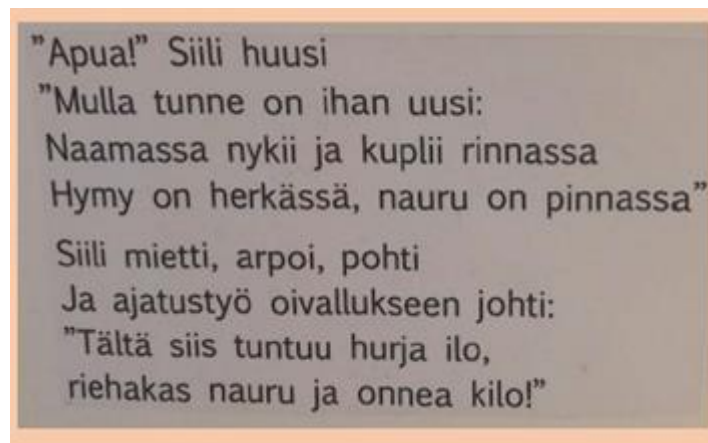 ”Apua!” Siili huusi
”Mulla tunne on ihan uusi:
Naamassa nykii ja kuplii rinnassa
Hymy on herkässä, nauru on pinnassa”
Siili mietti, arpoi, pohti
Ja ajatustyö oivallukseen johti:
”Tältä siis tuntuu hurja ilo,
riehakas nauru ja onnea kilo!”